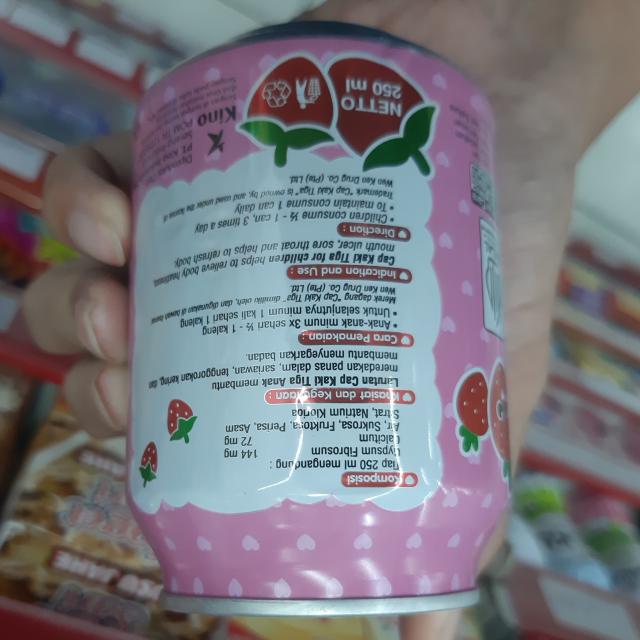 Komposisi
Tiap 250 ml mengandung :
Gypsum Fibrosum 144 mg
Calcitum 72 mg
Air, Sukrosa, Fruktosa, Perisa, Asam
Sitrat, Natrium Klorida
Khasiat dan Kegunaan :
Larutan Cap Kaki Tiga Anak membantu
meredakan panas dalam, sariawan, tenggorokan kering, dan
membantu menyegarkan badan.
Cara Pemakaian :
• Anak-anak minum 3x sehari ½ - 1 kaleng
• Untuk selanjutnya minum 1 kali sehari 1 kaleng
Merek dagang "Cap Kaki Tiga" dimiliki oleh, dan digunakan di bawah lisensi
Wen Ken Drug Co. (Pte) Ltd.
Indication and Use :
Cap Kaki Tiga for children helps to relieve body heatiness,
mouth ulcer, sore throat and helps to refresh body.
Direction :
• Children consume ½ - 1 can, 3 times a day
• To maintain consume 1 can daily
Trademark "Cap Kaki Tiga" is owned by, and used under the license of
Wen Ken Drug Co. (Pte) Ltd.
NETTO
250 ml
Kino